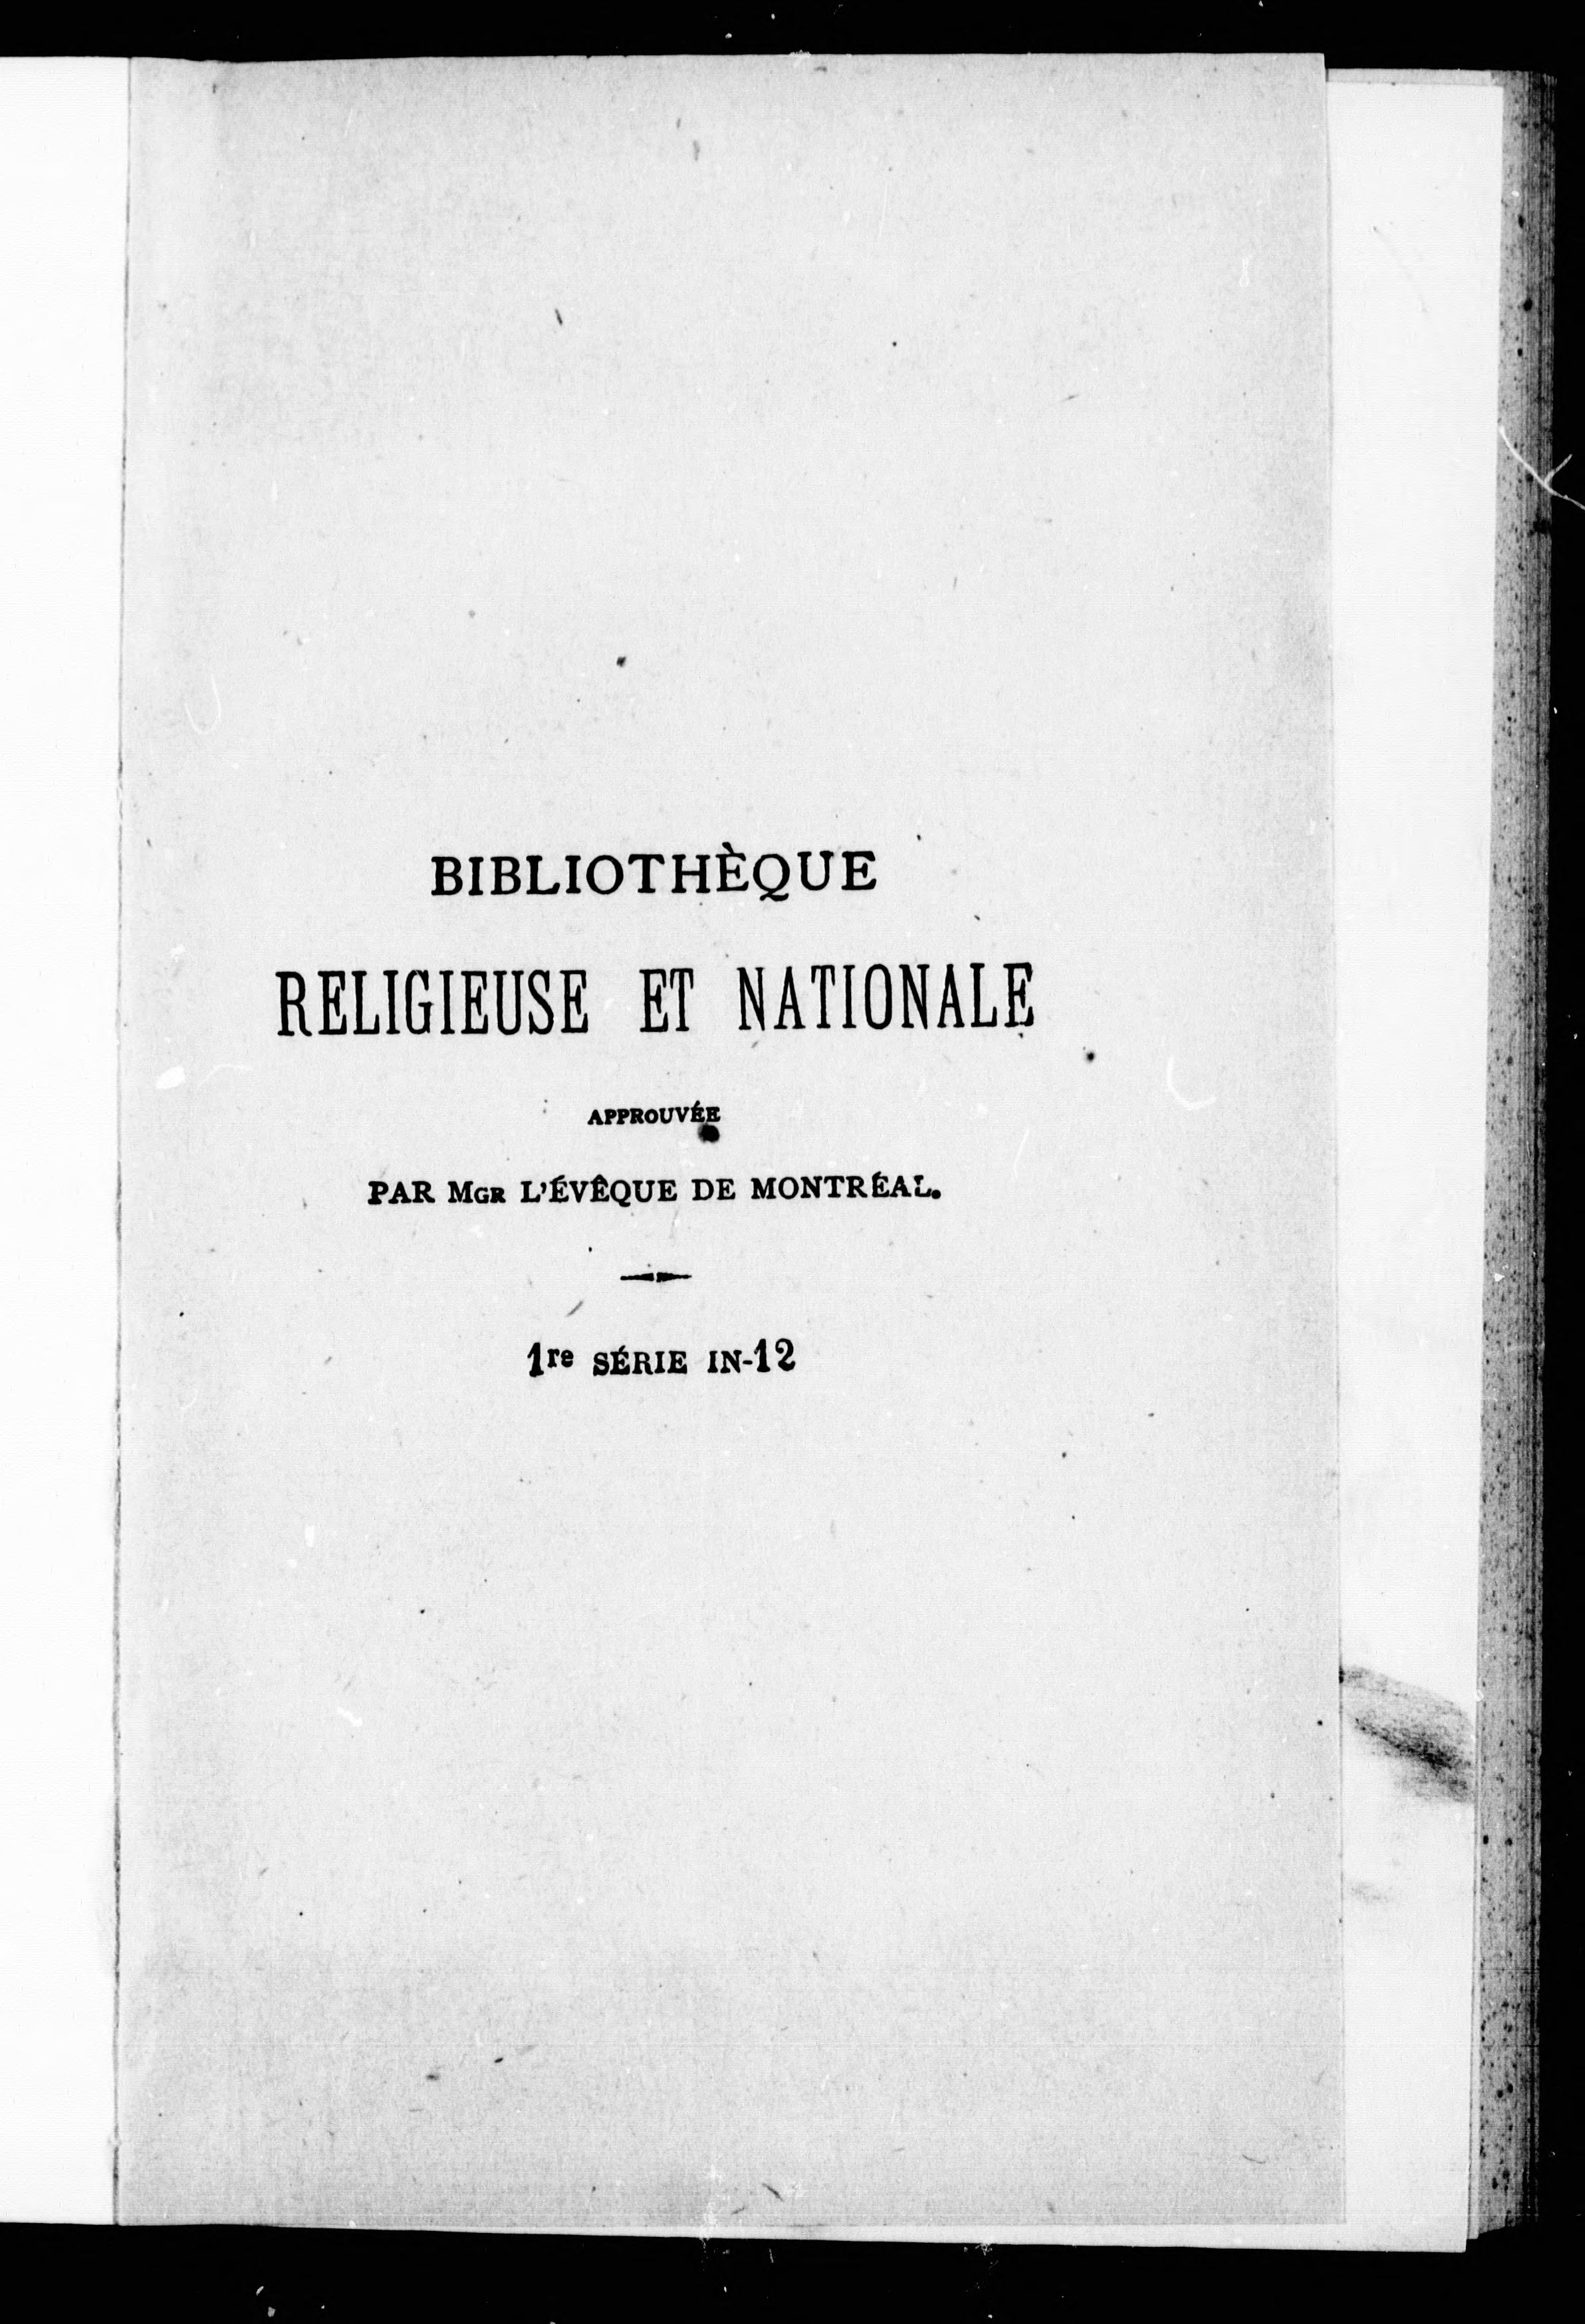 BIBLIOTHÈQUE
RELIGIEUSE ET NATIONALE
APPROUVÉE
PAR MGR L'ÉVÊQUE DE MONTRÉAL.
1re SÉRIE IN-12